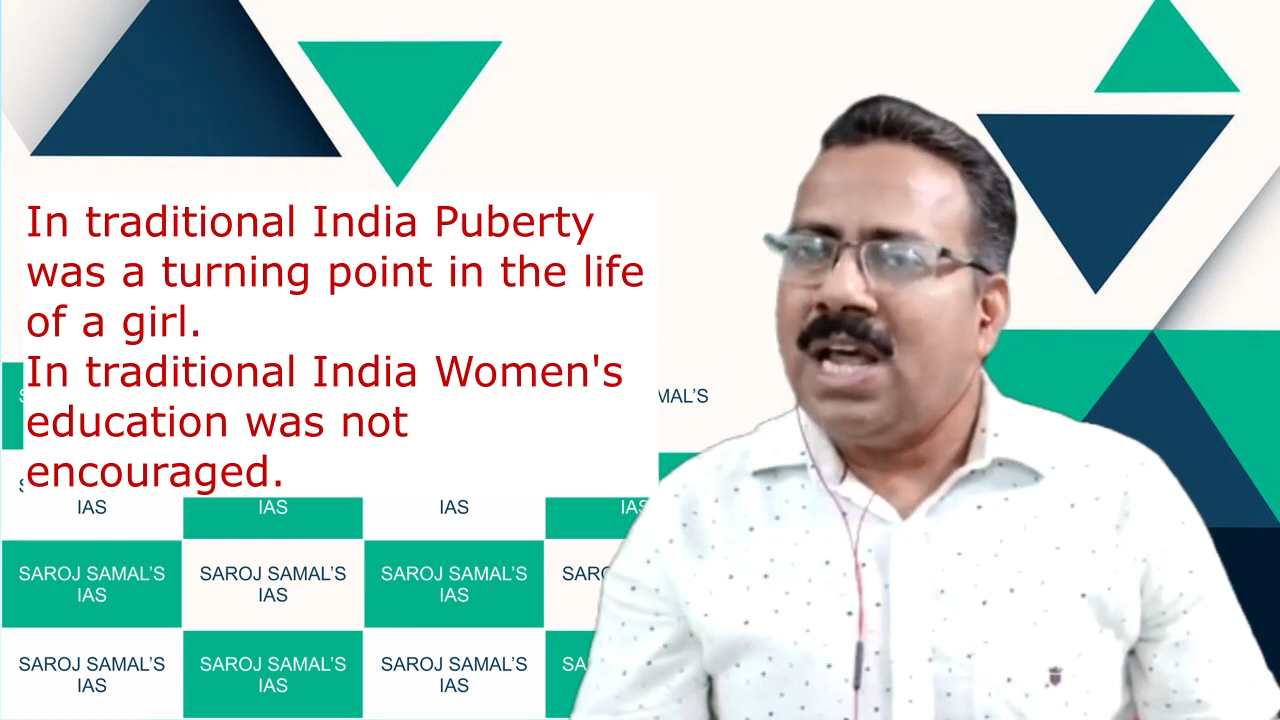 In traditional India Puberty
was a turning point in the life
of a girl.
In traditional India Women's
education was not
encouraged.
MAL'S
IAS
IAS
IAS
IAS
SAROJ SAMAL'S
IAS
SAROJ SAMAL'S
IAS
SAROJ SAMAL'S
IAS
SAROJ SAMAL'S
IAS
SAROJ SAMAL'S
IAS
SAROJ SAMAL'S
IAS